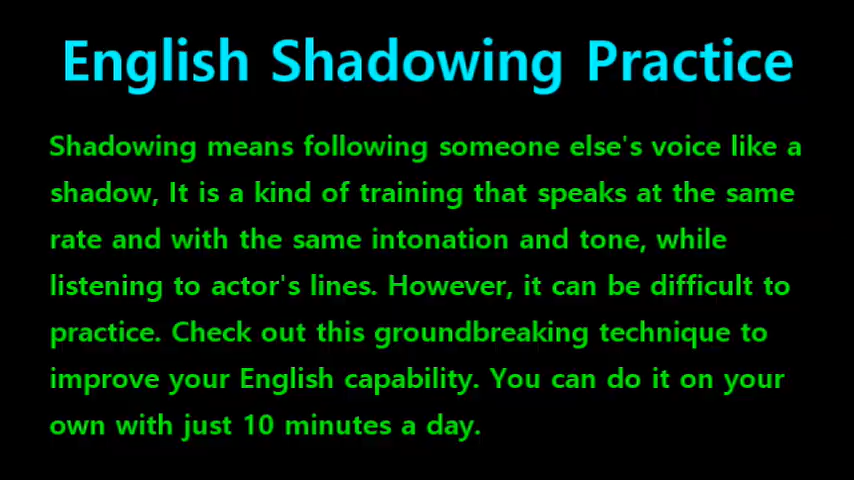 English Shadowing Practice
Shadowing means following someone else's voice like a
shadow, It is a kind of training that speaks at the same
rate and with the same intonation and tone, while
listening to actor's lines. However, it can be difficult to
practice. Check out this groundbreaking technique to
improve your English capability. You can do it on your
own with just 10 minutes a day.